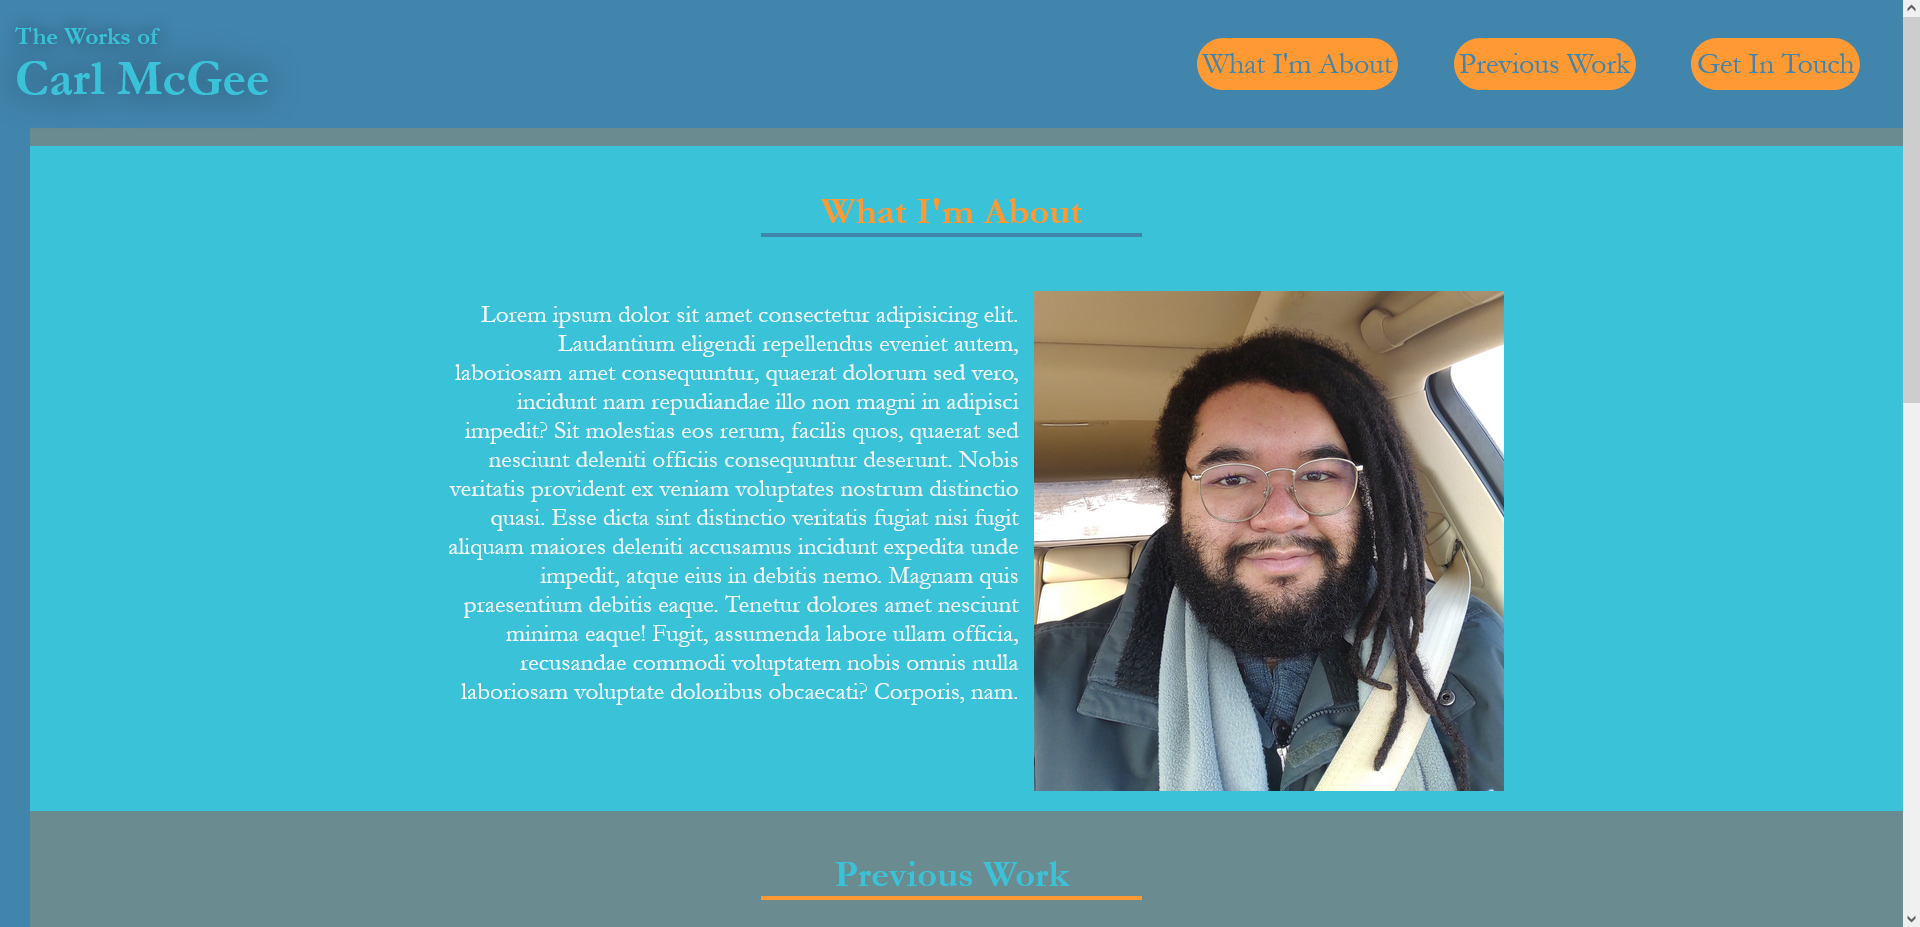 The Works of
Carl McGee
What I'm About
Previous Work
Get In Touch
What I'm About
Lorem ipsum dolor sit amet consectetur adipisicing elit.
Laudantium eligendi repellendus eveniet autem,
laboriosam amet consequuntur, quaerat dolorum sed vero,
incidunt nam repudiandae illo non magni in adipisci
impedit? Sit molestias eos rerum, facilis quos, quaerat sed
nesciunt deleniti officiis consequuntur deserunt. Nobis
veritatis provident ex veniam voluptates nostrum distinctio
quasi. Esse dicta sint distinctio veritatis fugiat nisi fugit
aliquam maiores deleniti accusamus incidunt expedita unde
impedit, atque eius in debitis nemo. Magnam quis
praesentium debitis eaque. Tenetur dolores amet nesciunt
minima eaque! Fugit, assumenda labore ullam officia,
recusandae commodi voluptatem nobis omnis nulla
laboriosam voluptate doloribus obcaecati? Corporis, nam.
Previous Work